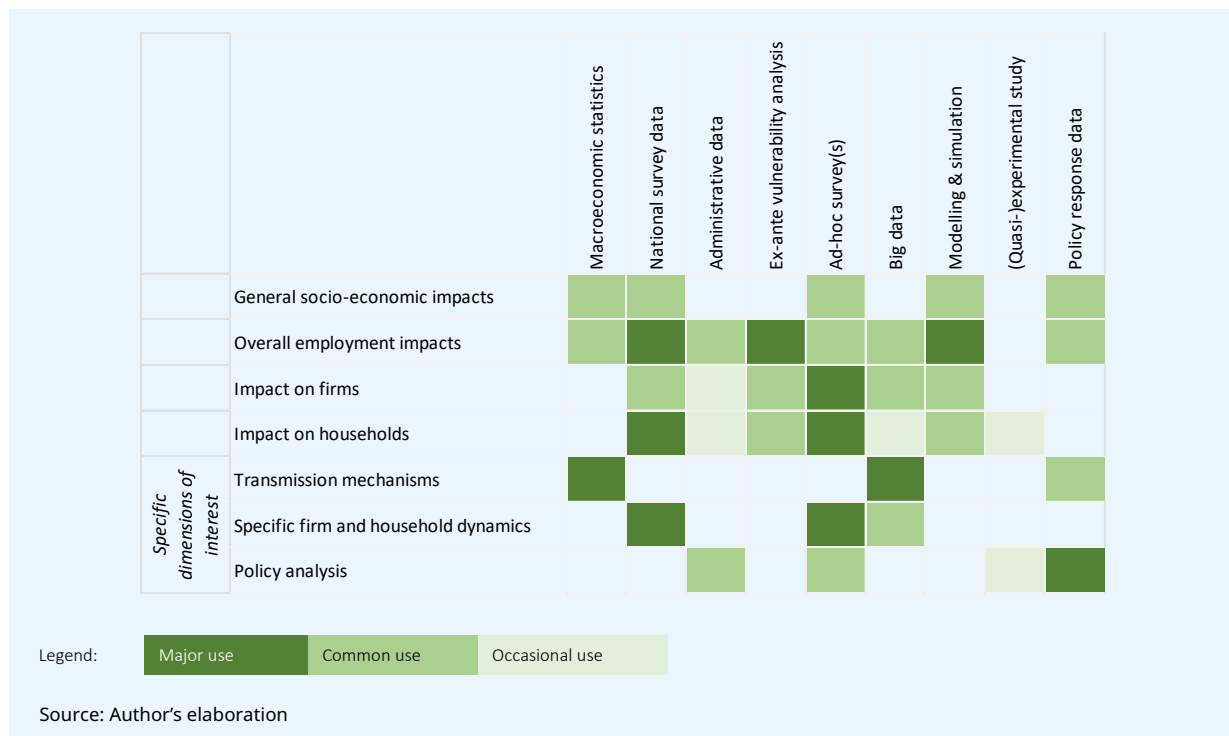 Macroeconomic statistics
National survey data
Administrative data
Ex-ante vulnerability analysis
Ad-hoc survey(s)
Big data
Modelling & simulation
(Quasi-)experimental study
Policy response data
General socio-economic impacts
Overall employment impacts
Impact on firms
Impact on households
Specific
dimensions of
interest
Transmission mechanisms
Specific firm and household dynamics
Policy analysis
Legend:
Major use
Common use
Occasional use
Source: Author’s elaboration